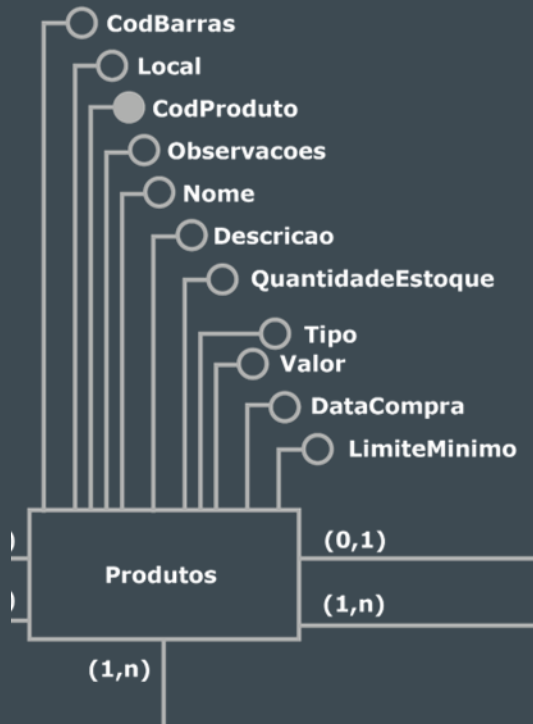 CodBarras
Local
CodProduto
Observacoes
Nome
Descricao
QuantidadeEstoque
Tipo
Valor
DataCompra
LimiteMinimo
)
(0,1)
Produtos
)
(1,n)
(1,n)